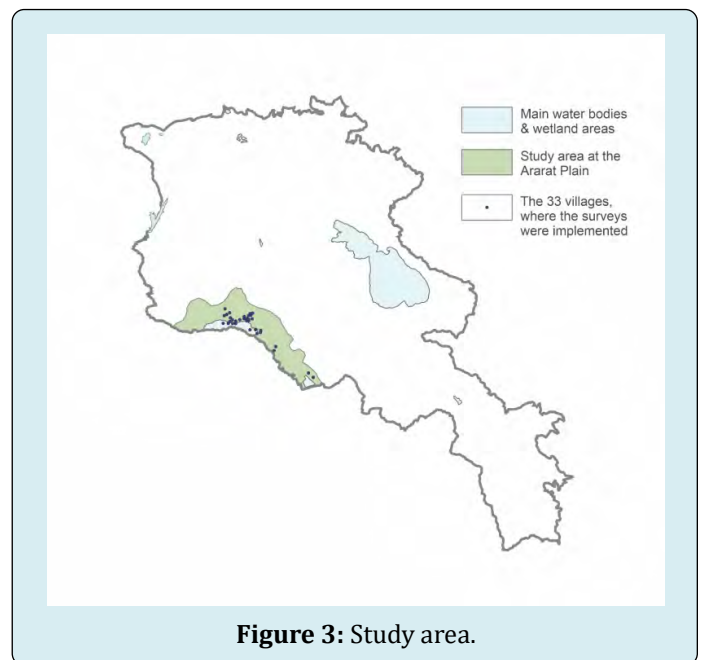 Main water bodies
& wetland areas
Study area at the
Ararat Plain
The 33 villages,
where the surveys
were implemented
Figure 3: Study area.